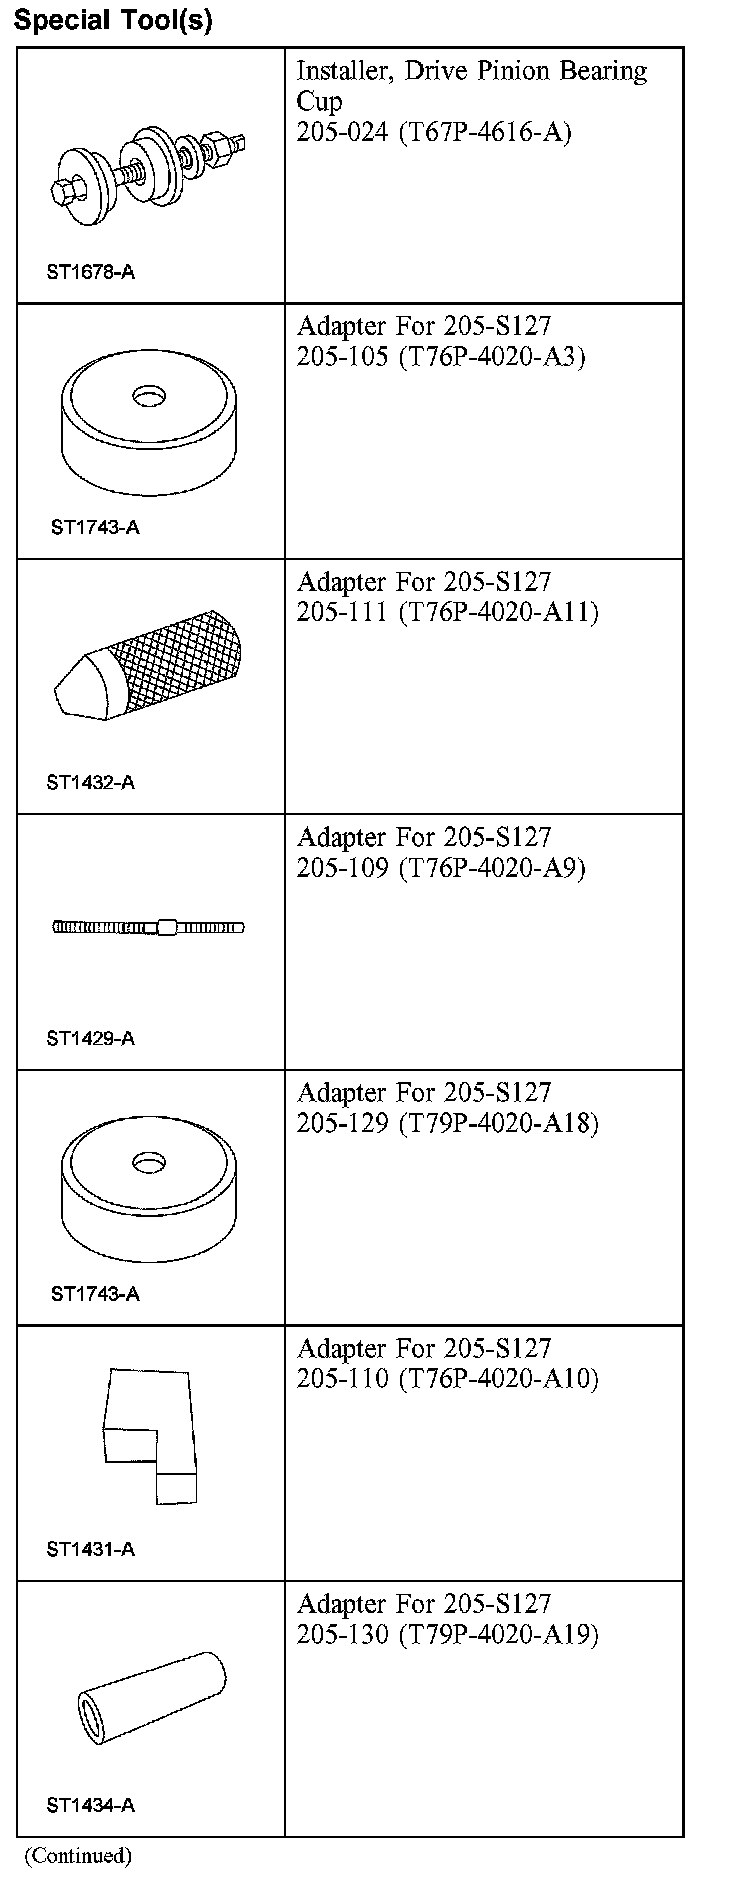 Special Tool(s)
Installer, Drive Pinion Bearing
Cup
205-024 (T67P-4616-A)
ST1678-A
Adapter For 205-S127
205-105 (T76P-4020-A3)
ST1743-A
Adapter For 205-S127
205-111 (T76P-4020-A11)
ST1432-A
Adapter For 205-S127
205-109 (T76P-4020-A9)
ST1429-A
Adapter For 205-S127
205-129 (T79P-4020-A18)
ST1743-A
Adapter For 205-S127
205-110 (T76P-4020-A10)
ST1431-A
Adapter For 205-S127
205-130 (T79P-4020-A19)
ST1434-A
(Continued)